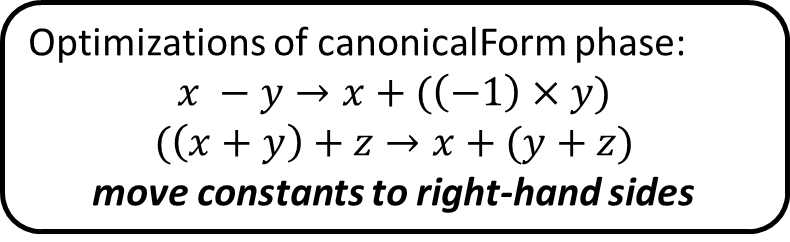 Optimizations of canonicalForm phase:
x − y → x + ((−1) × y)
((x + y) + z → x + (y + z)
move constants to right-hand sides